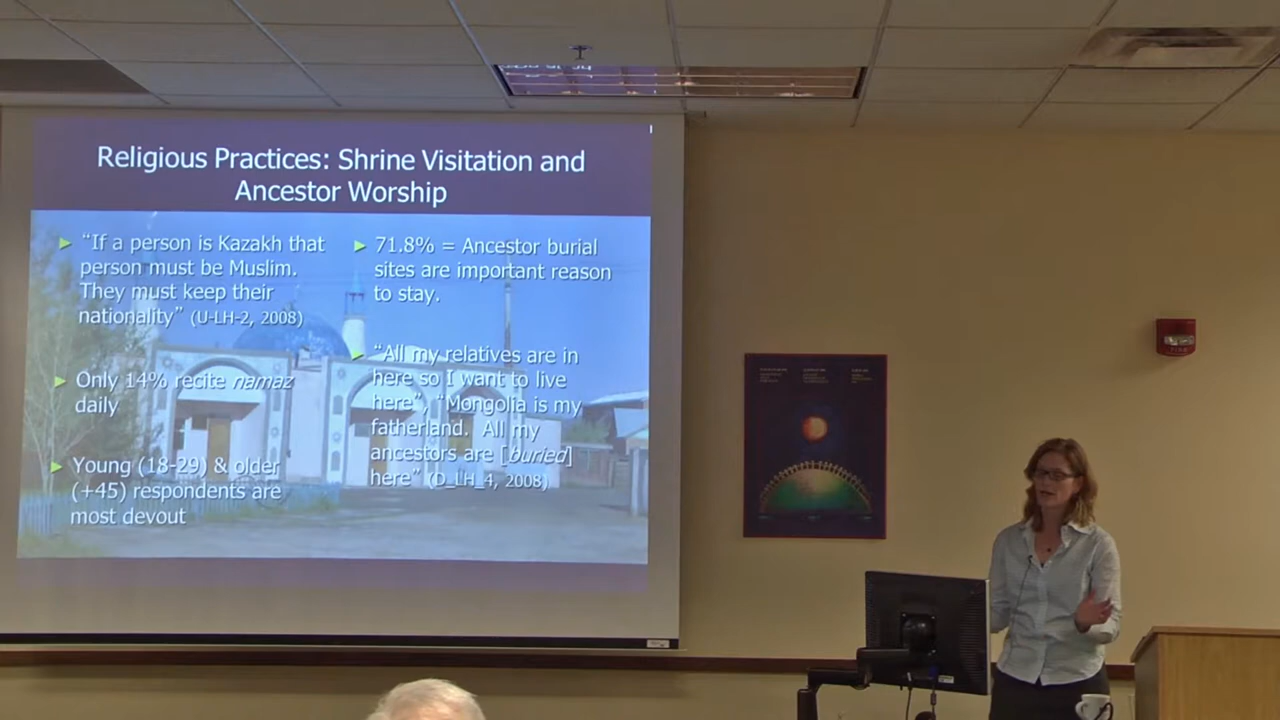 Religious Practices: Shrine Visitation and
Ancestor Worship
"If a person is Kazakh that
person must be Muslim.
They must keep their
nationality" (U-LH-2, 2008)
Only 14% recite namaz
daily
Young (18-29) & older
(+45) respondents are
most devout
71.8% = Ancestor burial
sites are important reason
to stay.
"All my relatives are in
here so I want to live
here", "Mongolia is my
fatherland. All my
ancestors are [buried]
here" (D_LH_4, 2008)
FIRE